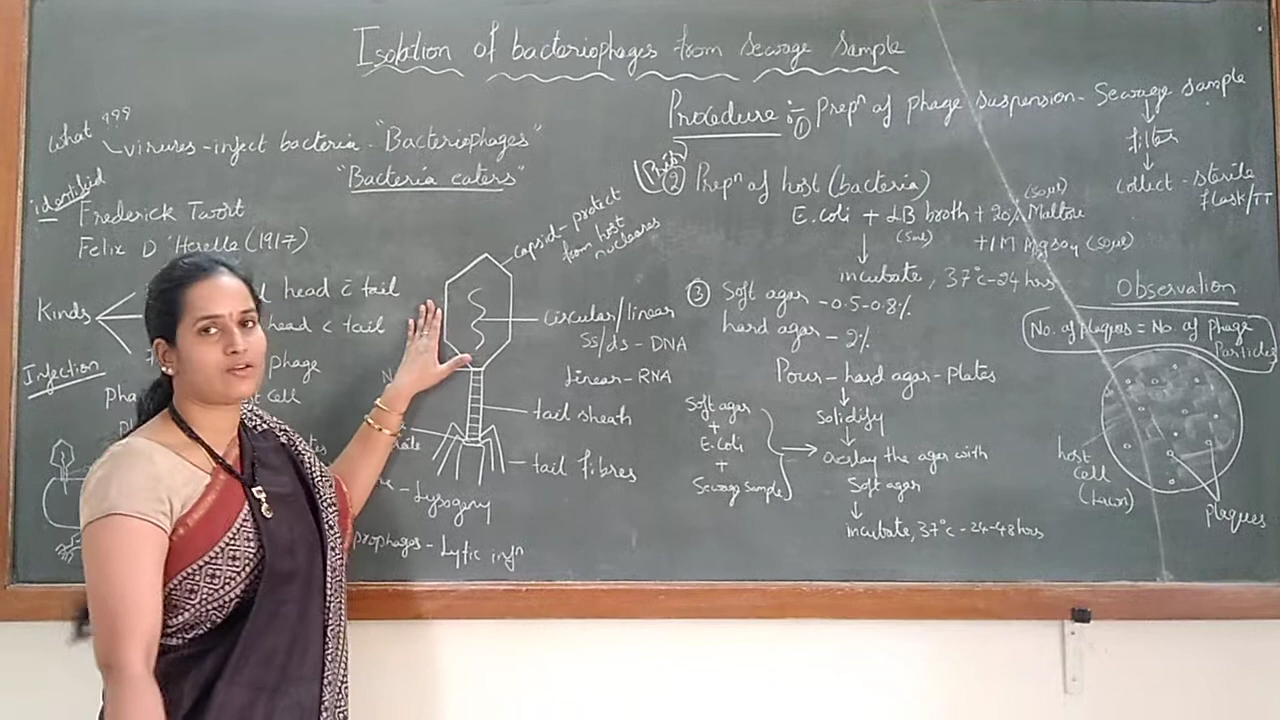 Isolation of bacteriophages from sewage sample
What ???
viruses - infect bacteria - "Bacteriophages"
"Bacteria eaters"
identified
Frederick Twort
Felix D'Herelle (1917)
Kinds
head c̄ tail
head c tail
phage
Infection
Pha
cell
- Lysogeny
prophages - Lytic infn
capsid - protect
from host
nucleases
circular/linear
ss/ds - DNA
linear - RNA
tail sheath
tail fibres
Procedure :- ① Prepn of phage suspension - Sewage sample
↓
filter
↓
collect - sterile
flask/TT
② Prepn of host (bacteria)
E.coli + LB broth + 20% Maltose
(5ml)
(50µl)
+ 1M MgSO4 (50µl)
↓
incubate, 37°c - 24 hrs
③ Soft agar - 0.5-0.8%
hard agar - 2%
Pour - hard agar - plates
↓
Solidify
↓
Overlay the agar with
Soft agar
↓
incubate, 37°c - 24-48 hrs
Soft agar
+
E.coli
+
Sewage sample
Observation
No. of plaques = No. of phage
Particles
host
cell
(Lawn)
plaques